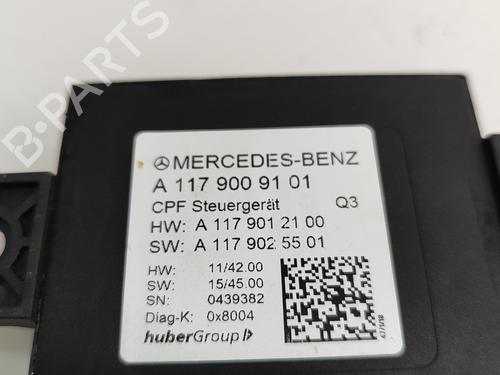 B-PARTS
MERCEDES-BENZ
A 117 900 91 01
CPF Steuergerät Q3
HW: A 117 901 21 00
SW: A 117 902 55 01
HW: 11/42.00
SW: 15/45.00
SN: 0439382
Diag-K: 0x8004
huberGroup